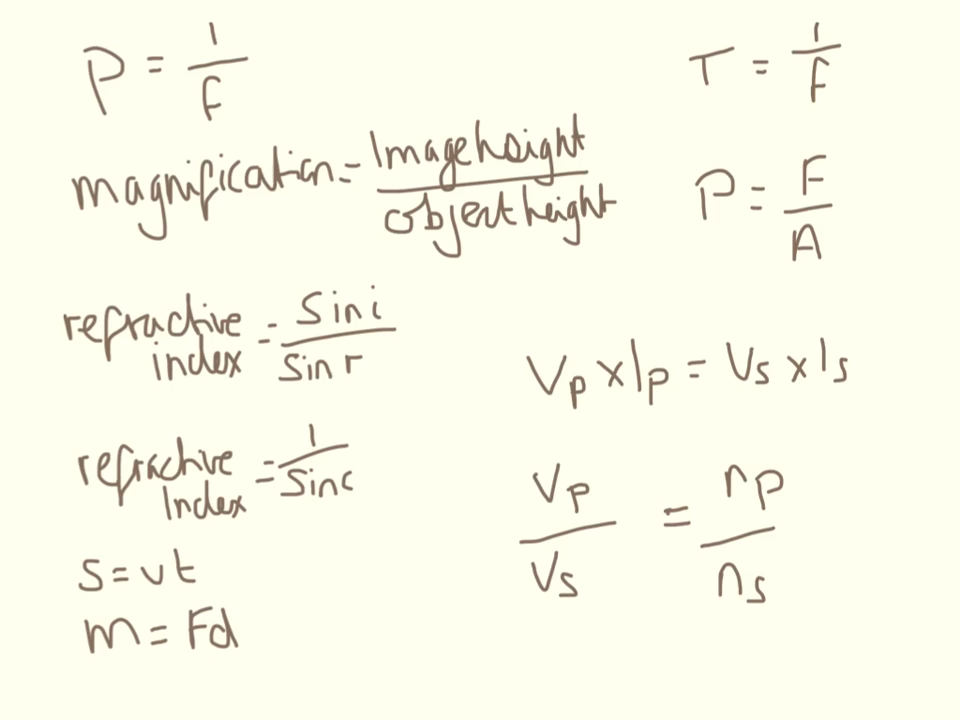 P = 1/F
T = 1/F
magnification = Image height/object height
P = F/A
refractive index = Sin i/Sin r
Vp x Ip = Vs x Is
refractive Index = 1/Sin c
Vp/Vs = np/ns
s = vt
m = Fd